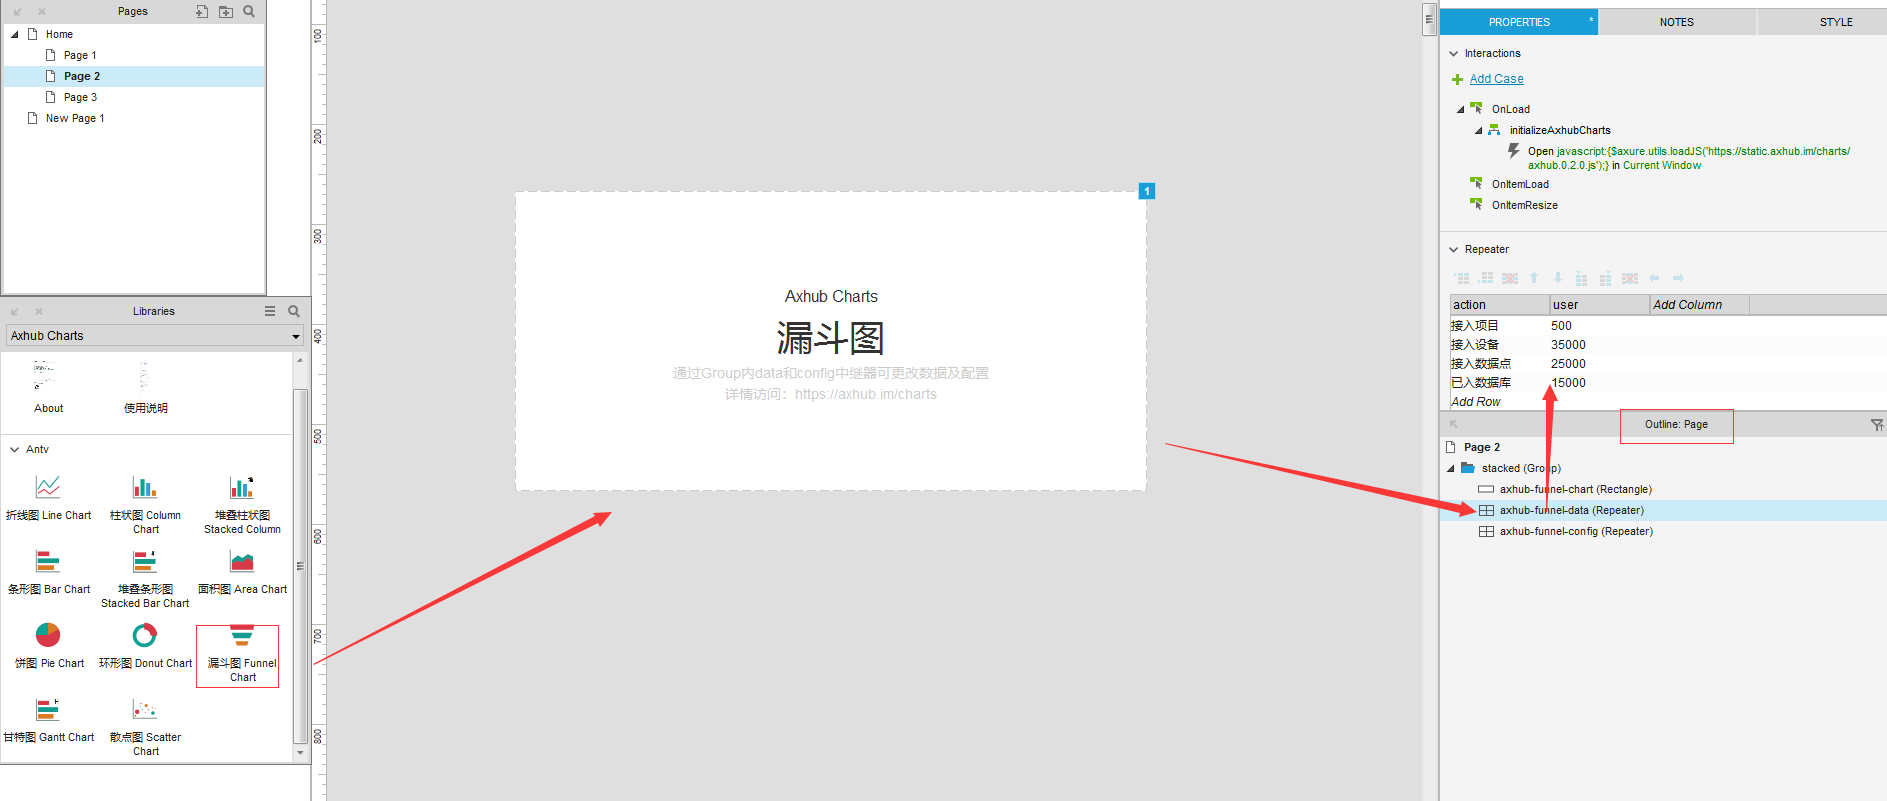 Pages
Home
Page 1
Page 2
Page 3
New Page 1
Libraries
Axhub Charts
About
使用说明
Antv
折线图 Line Chart
柱状图 Column
Chart
堆叠柱状图
Stacked Column
条形图 Bar Chart
堆叠条形图
Stacked Bar Chart
面积图 Area Chart
饼图 Pie Chart
环形图 Donut Chart
漏斗图 Funnel
Chart
甘特图 Gantt Chart
散点图 Scatter
Chart
100
200
300
400
500
600
700
800
1
Axhub Charts
漏斗图
通过Group内data和config中继器可更改数据及配置
详情访问：https://axhub.im/charts
PROPERTIES *
NOTES
STYLE
Interactions
Add Case
OnLoad
initializeAxhubCharts
Open javascript:{$axure.utils.loadJS('https://static.axhub.im/charts/
axhub.0.2.0.js');} in Current Window
OnItemLoad
OnItemResize
Repeater
action user Add Column
接入项目 500
接入设备 35000
接入数据点 25000
已入数据库 15000
Add Row
Outline: Page
Page 2
stacked (Group)
axhub-funnel-chart (Rectangle)
axhub-funnel-data (Repeater)
axhub-funnel-config (Repeater)